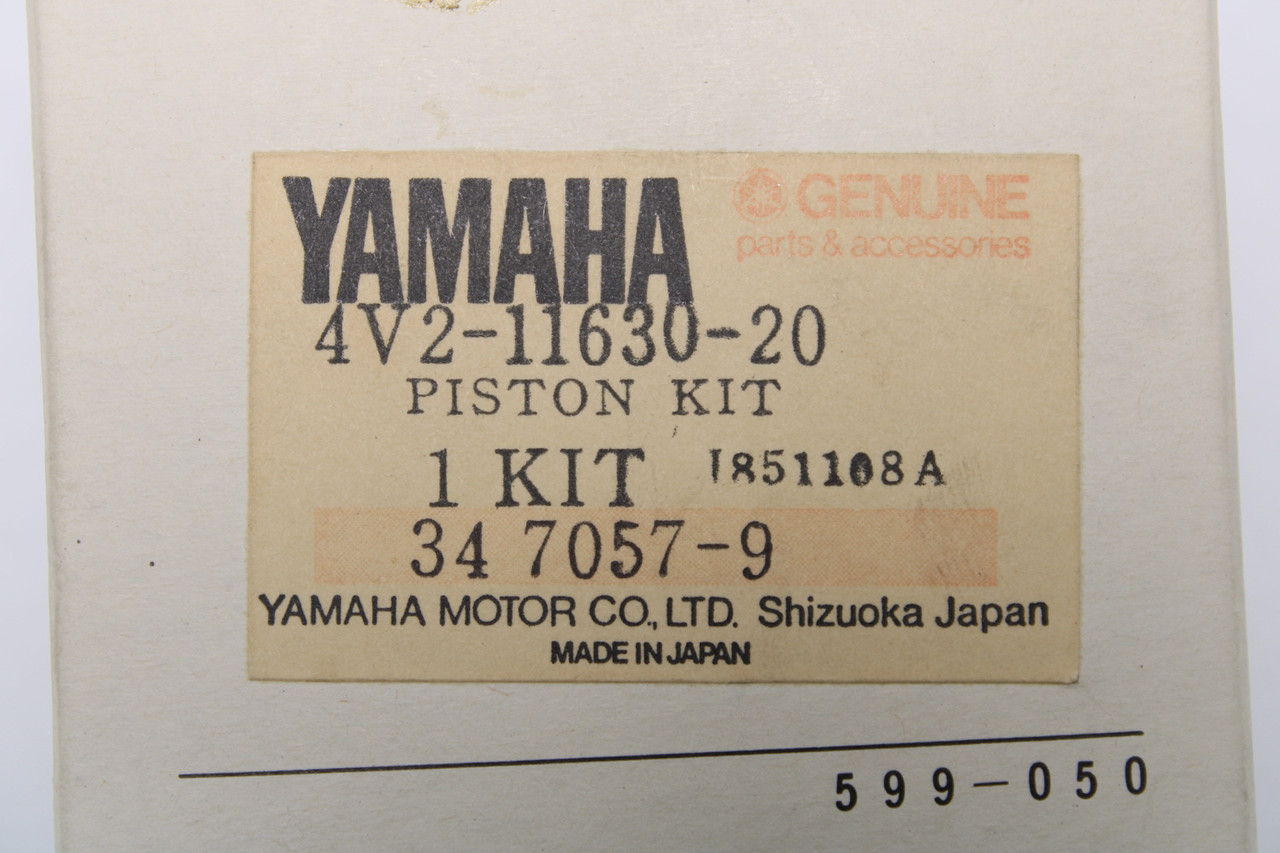 YAMAHA GENUINE
parts & accessories
4V2-11630-20
PISTON KIT
1 KIT 1851108A
34 7057-9
YAMAHA MOTOR CO., LTD. Shizuoka Japan
MADE IN JAPAN
599-050